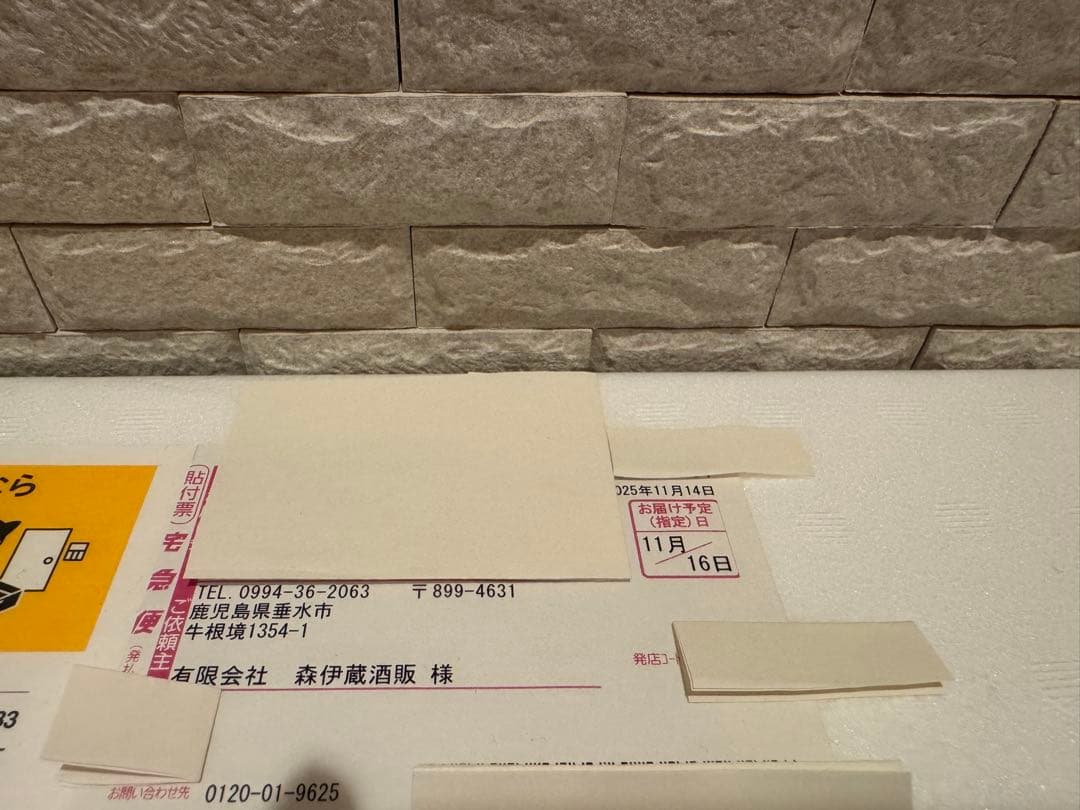 なら
貼付票
宅急便
025年11月14日
お届け予定
(指定)日
11月
16日
ご依頼主
TEL. 0994-36-2063 〒899-4631
鹿児島県垂水市
牛根境1354-1
有限会社 森伊蔵酒販 様
(発払
発店コー
33
お問い合わせ先 0120-01-9625